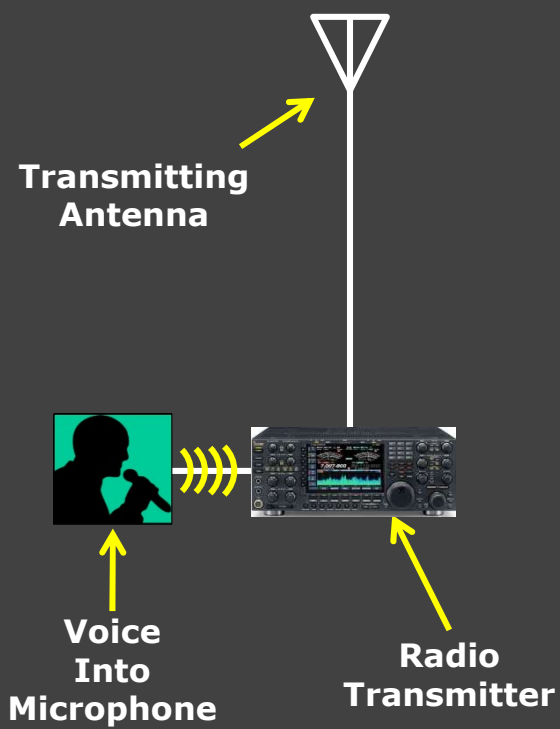 Transmitting
Antenna
Voice
Into
Microphone
Radio
Transmitter